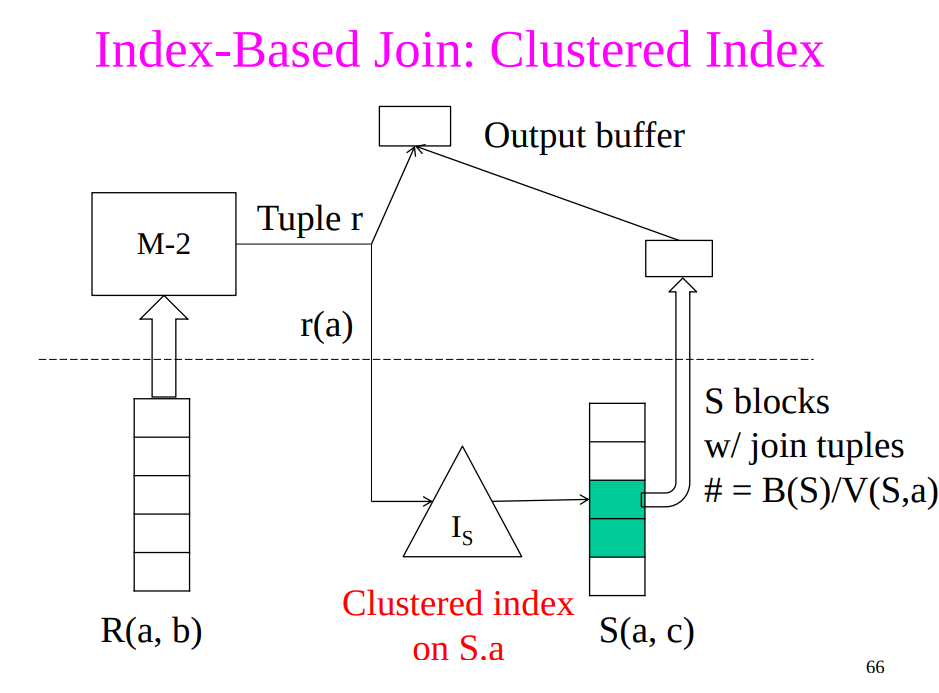 Index-Based Join: Clustered Index
Output buffer
Tuple r
M-2
r(a)
S blocks
w/ join tuples
# = B(S)/V(S,a)
I_S
Clustered index
on S.a
R(a, b)
S(a, c)
66